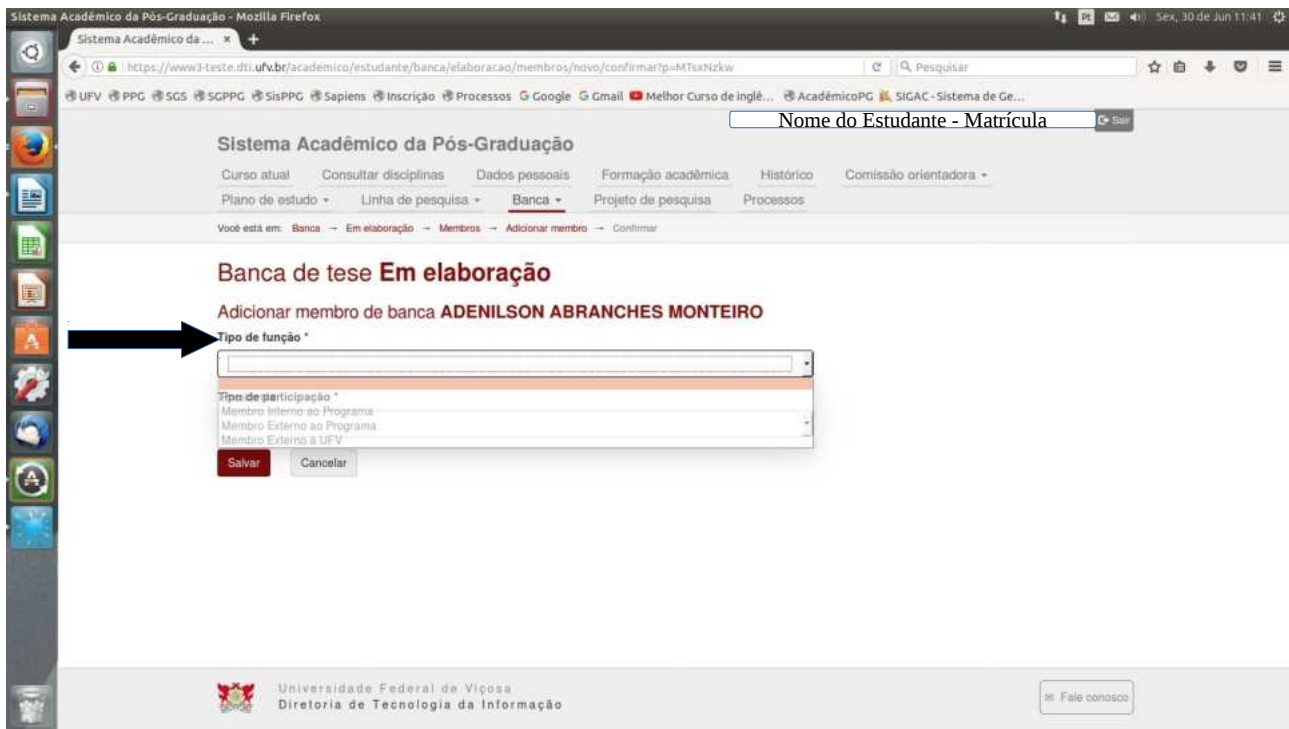 Sistema Acadêmico da Pós-Graduação - Mozilla Firefox
Pt
Sex, 30 de Jun 11:41
Sistema Acadêmico da ... × +
https://www3-teste.dti.ufv.br/academico/estudante/banca/elaboracao/membros/novo/confirmar?p=MTsxNzkw
Pesquisar
UFV PPG SGS SGPPG SisPPG Sapiens Inscrição Processos Google Gmail Melhor Curso de inglê... AcadêmicoPG SIGAC - Sistema de Ge...
Nome do Estudante - Matrícula
Sair
Sistema Acadêmico da Pós-Graduação
Curso atual Consultar disciplinas Dados pessoais Formação acadêmica Histórico Comissão orientadora
Plano de estudo Linha de pesquisa Banca Projeto de pesquisa Processos
Você está em: Banca → Em elaboração → Membros → Adicionar membro → Confirmar
Banca de tese Em elaboração
Adicionar membro de banca ADENILSON ABRANCHES MONTEIRO
Tipo de função *
Tipo de participação *
Membro Interno ao Programa
Membro Externo ao Programa
Membro Externo à UFV
Salvar Cancelar
Universidade Federal de Viçosa
Diretoria de Tecnologia da Informação
Fale conosco